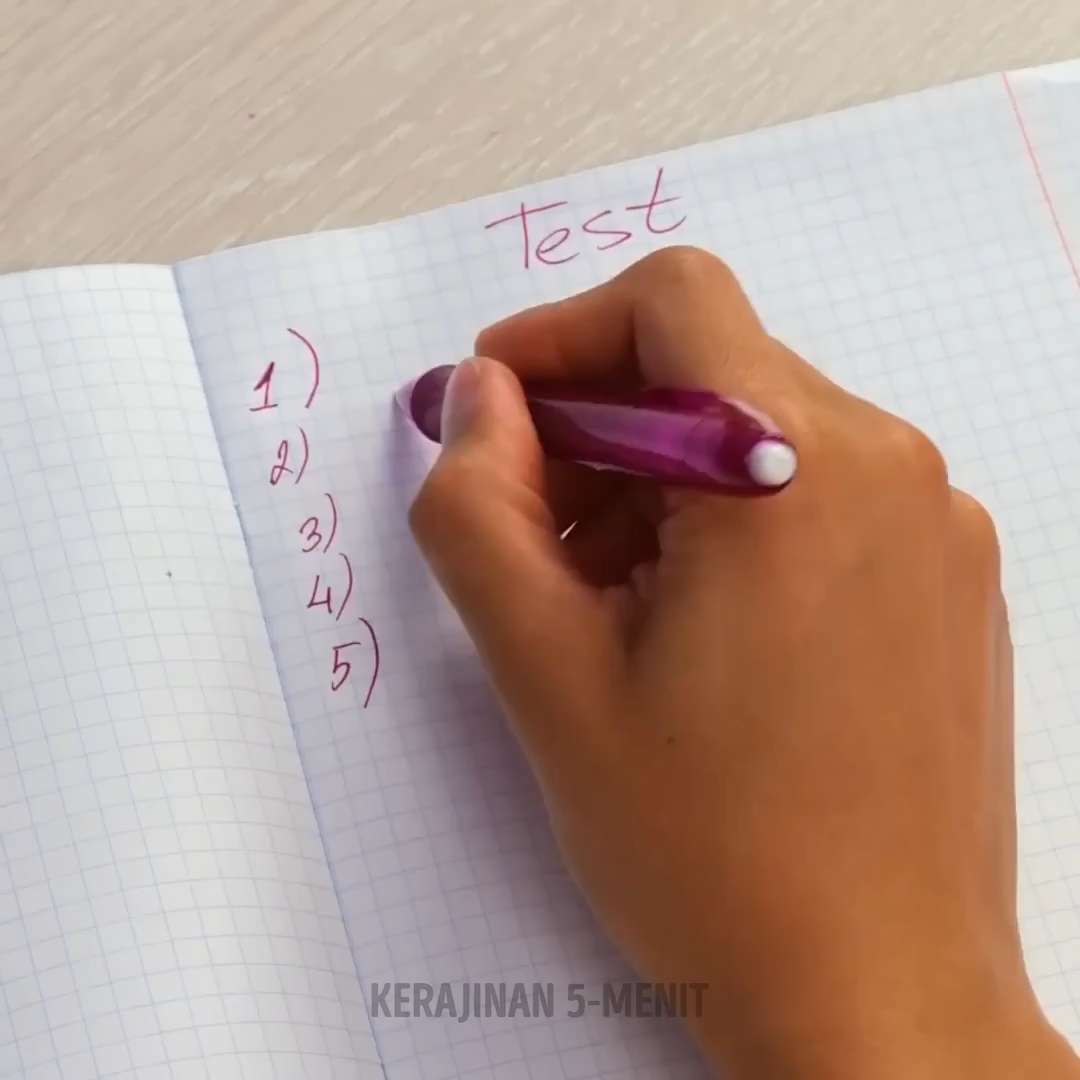 Test
1)
2)
3)
4)
5)
KERAJINAN 5-MENIT